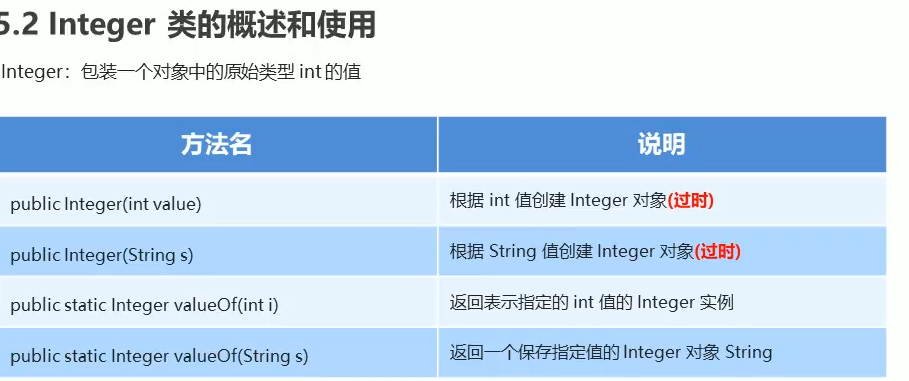 5.2 Integer 类的概述和使用
Integer：包装一个对象中的原始类型 int 的值
方法名 说明
public Integer(int value) 根据 int 值创建 Integer 对象(过时)
public Integer(String s) 根据 String 值创建 Integer 对象(过时)
public static Integer valueOf(int i) 返回表示指定的 int 值的 Integer 实例
public static Integer valueOf(String s) 返回一个保存指定值的 Integer 对象 String